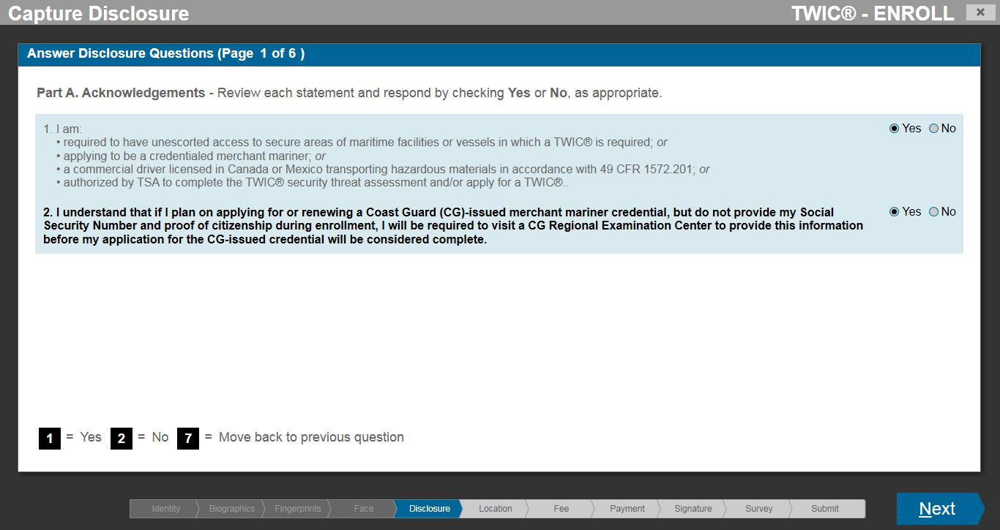 Capture Disclosure
TWIC® - ENROLL
×
Answer Disclosure Questions (Page 1 of 6 )
Part A. Acknowledgements - Review each statement and respond by checking Yes or No, as appropriate.
1. I am:
Yes No
• required to have unescorted access to secure areas of maritime facilities or vessels in which a TWIC® is required; or
• applying to be a credentialed merchant mariner; or
• a commercial driver licensed in Canada or Mexico transporting hazardous materials in accordance with 49 CFR 1572.201; or
• authorized by TSA to complete the TWIC® security threat assessment and/or apply for a TWIC®..
2. I understand that if I plan on applying for or renewing a Coast Guard (CG)-issued merchant mariner credential, but do not provide my Social
Yes No
Security Number and proof of citizenship during enrollment, I will be required to visit a CG Regional Examination Center to provide this information
before my application for the CG-issued credential will be considered complete.
1 = Yes 2 = No 7 = Move back to previous question
Identity Biographics Fingerprints Face Disclosure Location Fee Payment Signature Survey Submit
Next